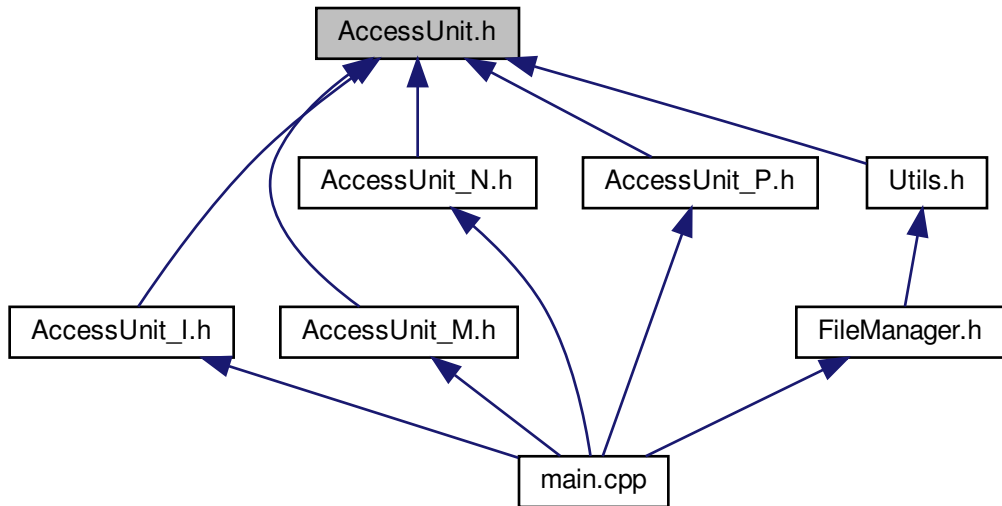 AccessUnit.h
AccessUnit_N.h
AccessUnit_P.h
Utils.h
AccessUnit_I.h
AccessUnit_M.h
FileManager.h
main.cpp